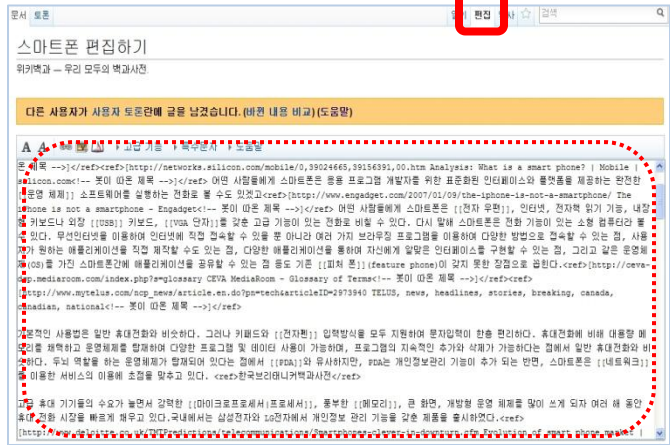 문서 토론 편집 검색
스마트폰 편집하기
위키백과 — 우리 모두의 백과사전.
다른 사용자가 사용자 토론란에 글을 남겼습니다.(바뀐 내용 비교)(도움말)
고급 기능 특수문자 도움말
제목 -->]</ref><ref>[http://networks.silicon.com/mobile/0,39024665,39156391,00.htm Analysis: What is a smart phone? | Mobile |
silicon.com<!-- 봇이 따온 제목 -->]</ref> 어떤 사람들에게 스마트폰은 응용 프로그램 개발자를 위한 표준화된 인터페이스와 플랫폼을 제공하는 완전한
운영 체제]] 소프트웨어를 실행하는 전화로 볼 수도 있겠고<ref>[http://www.engadget.com/2007/01/09/the-iphone-is-not-a-smartphone/ The
iPhone is not a smartphone - Engadget<!-- 봇이 따온 제목 -->]</ref> 어떤 사람들에게 스마트폰은 [[전자 우편]], 인터넷, 전자책 읽기 기능, 내장
형 키보드나 외장 [[USB]] 키보드, [[VGA 단자]]를 갖춘 고급 기능이 있는 전화로 비칠 수 있다. 다시 말해 스마트폰은 전화 기능이 있는 소형 컴퓨터라 볼
수 있다. 무선인터넷을 이용하여 인터넷에 직접 접속할 수 있을 뿐 아니라 여러 가지 브라우징 프로그램을 이용하여 다양한 방법으로 접속할 수 있는 점, 사용
자가 원하는 애플리케이션을 직접 제작할 수도 있는 점, 다양한 애플리케이션을 통하여 자신에게 알맞은 인터페이스를 구현할 수 있는 점, 그리고 같은 운영체
제(OS)를 가진 스마트폰간에 애플리케이션을 공유할 수 있는 점 등도 기존 [[피처 폰]](feature phone)이 갖지 못한 장점으로 꼽힌다.<ref>[http://ceva-
dsp.mediaroom.com/index.php?s=glossary CEVA MediaRoom - Glossary of Terms<!-- 봇이 따온 제목 -->]</ref><ref>
[http://www.mytelus.com/ncp_news/article.en.do?pn=tech&articleID=2973940 TELUS, news, headlines, stories, breaking, canada,
canadian, national<!-- 봇이 따온 제목 -->]</ref>
기본적인 사용법은 일반 휴대전화와 비슷하다. 그러나 키패드와 [[전자펜]] 입력방식을 모두 지원하여 문자입력이 한층 편리하다. 휴대전화에 비해 대용량 메
모리를 채택하고 운영체제를 탑재하여 다양한 프로그램 및 데이터 사용이 가능하며, 프로그램의 지속적인 추가와 삭제가 가능하다는 점에서 일반 휴대전화와 비
하다. 두뇌 역할을 하는 운영체제가 탑재되어 있다는 점에서 [[PDA]]와 유사하지만, PDA는 개인정보관리 기능이 추가 되는 반면, 스마트폰은 [[네트워크]]
를 이용한 서비스의 이용에 초점을 맞추고 있다. <ref>한국브리태니커백과사전</ref>
고급 휴대 기기들의 수요가 늘면서 강력한 [[마이크로프로세서|프로세서]], 풍부한 [[메모리]], 큰 화면, 개방형 운영 체제를 많이 쓰게 되자 여러 해 동안
휴대 전화 시장을 빠르게 채우고 있다.국내에서는 삼성전자와 LG전자에서 개인정보 관리 기능을 갖춘 제품을 출시하였다.<ref>
[http://www.deloitte.co.uk/TMTPredictions/telecommunications/Smartphones-clever-in-downturn.cfm Evolution of smart phone market |